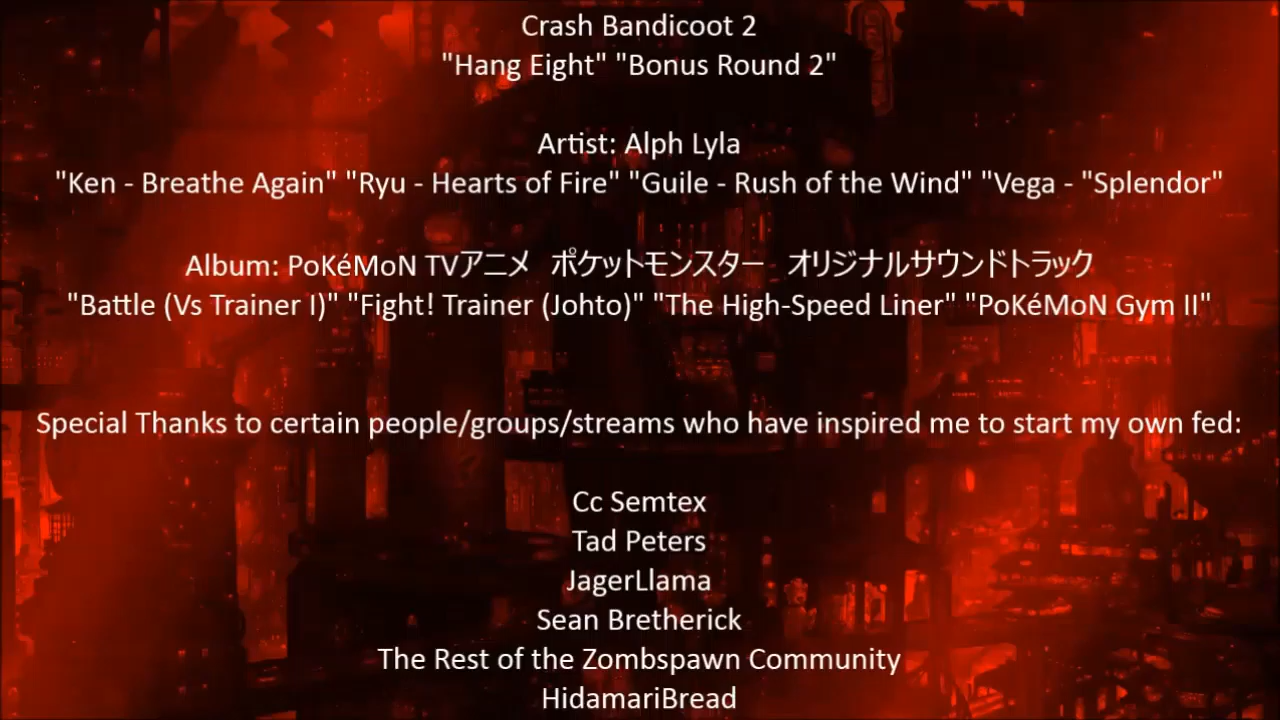 Crash Bandicoot 2
"Hang Eight" "Bonus Round 2"
Artist: Alph Lyla
"Ken - Breathe Again" "Ryu - Hearts of Fire" "Guile - Rush of the Wind" "Vega - "Splendor"
Album: PoKéMoN TVアニメ　ポケットモンスター　オリジナルサウンドトラック
"Battle (Vs Trainer I)" "Fight! Trainer (Johto)" "The High-Speed Liner" "PoKéMoN Gym II"
Special Thanks to certain people/groups/streams who have inspired me to start my own fed:
Cc Semtex
Tad Peters
JagerLlama
Sean Bretherick
The Rest of the Zombspawn Community
HidamariBread